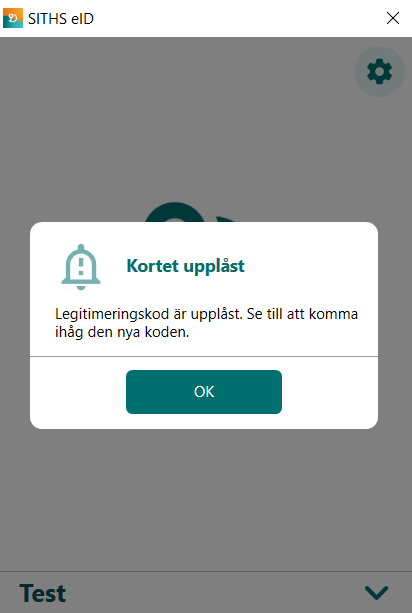 SITHS eID
Kortet upplåst
Legitimeringskod är upplåst. Se till att komma
ihåg den nya koden.
OK
Test